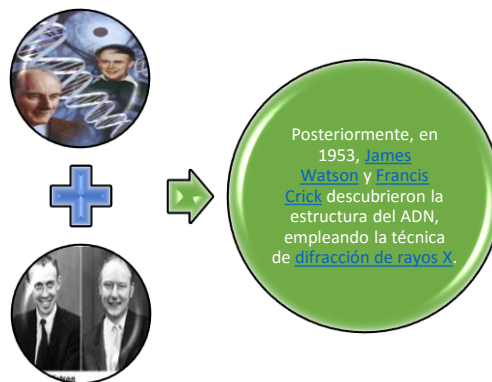 Posteriormente, en
1953, James
Watson y Francis
Crick descubrieron la
estructura del ADN,
empleando la técnica
de difracción de rayos X.